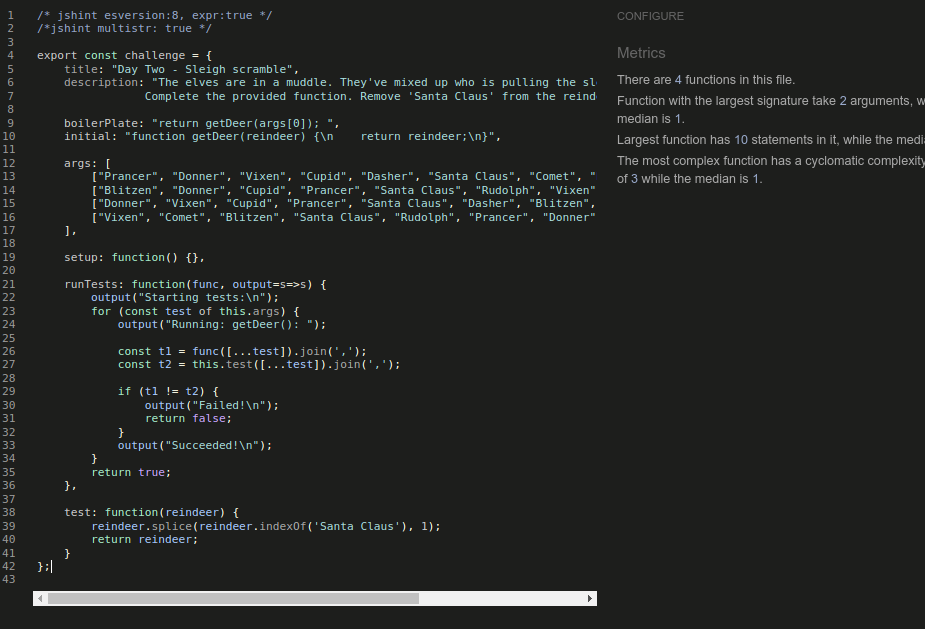 1 /* jshint esversion:8, expr:true */
2 /*jshint multistr: true */
3
4 export const challenge = {
5     title: "Day Two - Sleigh scramble",
6     description: "The elves are in a muddle. They've mixed up who is pulling the sl
7                 Complete the provided function. Remove 'Santa Claus' from the reind
8
9     boilerPlate: "return getDeer(args[0]); ",
10     initial: "function getDeer(reindeer) {\n    return reindeer;\n}",
11
12     args: [
13         ["Prancer", "Donner", "Vixen", "Cupid", "Dasher", "Santa Claus", "Comet", "
14         ["Blitzen", "Donner", "Cupid", "Prancer", "Santa Claus", "Rudolph", "Vixen"
15         ["Donner", "Vixen", "Cupid", "Prancer", "Santa Claus", "Dasher", "Blitzen",
16         ["Vixen", "Comet", "Blitzen", "Santa Claus", "Rudolph", "Prancer", "Donner"
17     ],
18
19     setup: function() {},
20
21     runTests: function(func, output=s=>s) {
22         output("Starting tests:\n");
23         for (const test of this.args) {
24             output("Running: getDeer(): ");
25
26             const t1 = func([...test]).join(',');
27             const t2 = this.test([...test]).join(',');
28
29             if (t1 != t2) {
30                 output("Failed!\n");
31                 return false;
32             }
33             output("Succeeded!\n");
34         }
35         return true;
36     },
37
38     test: function(reindeer) {
39         reindeer.splice(reindeer.indexOf('Santa Claus'), 1);
40         return reindeer;
41     }
42 };
43
CONFIGURE
Metrics
There are 4 functions in this file.
Function with the largest signature take 2 arguments, w
median is 1.
Largest function has 10 statements in it, while the medi
The most complex function has a cyclomatic complexity
of 3 while the median is 1.